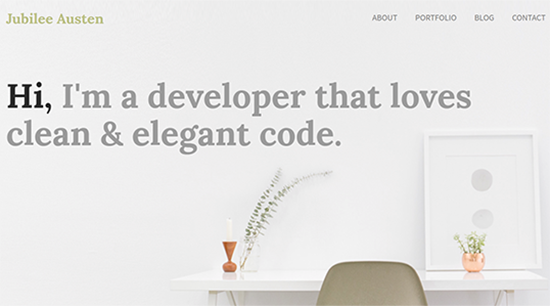 Jubilee Austen
ABOUT PORTFOLIO BLOG CONTACT
Hi, I'm a developer that loves
clean & elegant code.